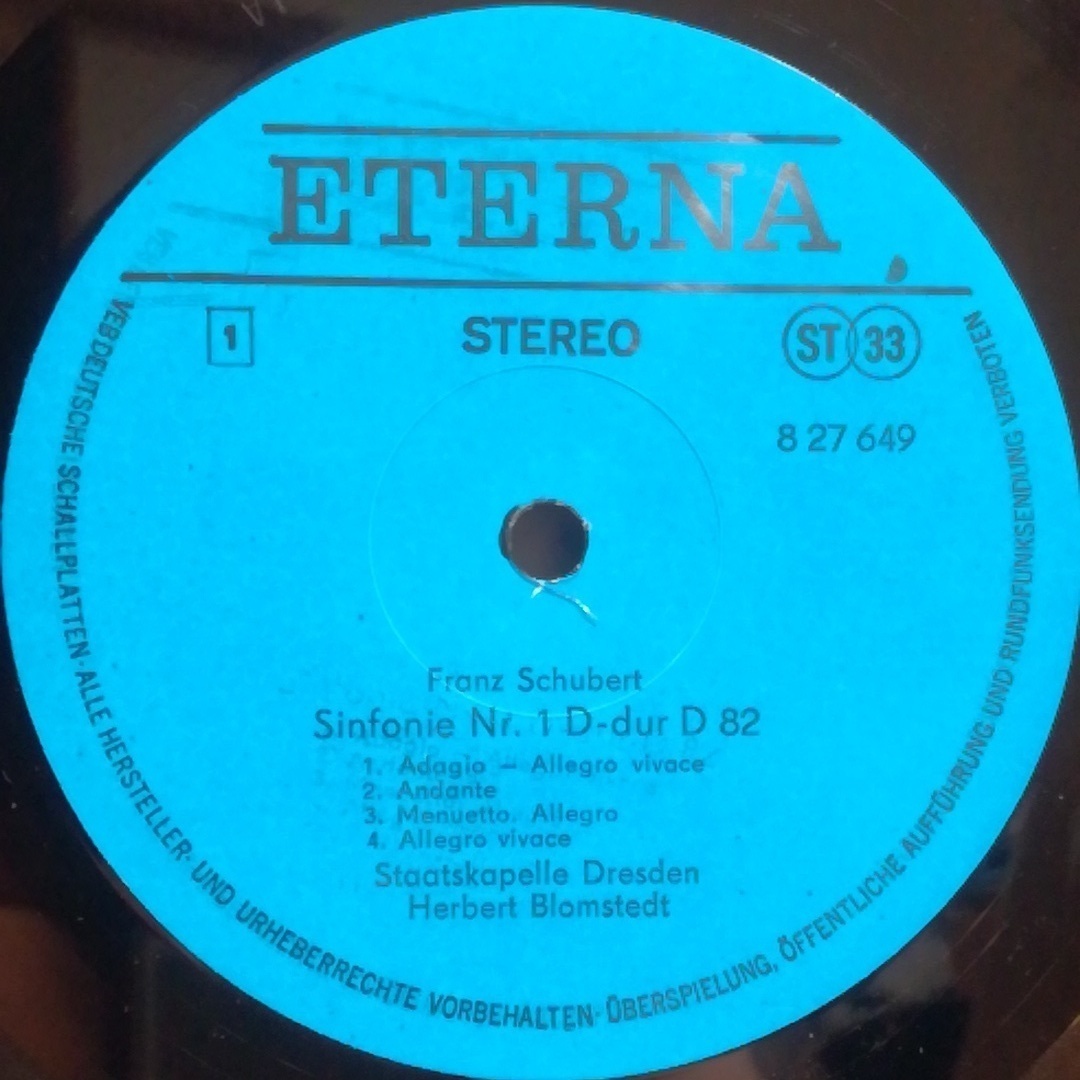 ETERNA
1
STEREO
ST 33
8 27 649
Franz Schubert
Sinfonie Nr. 1 D-dur D 82
1. Adagio – Allegro vivace
2. Andante
3. Menuetto. Allegro
4. Allegro vivace
Staatskapelle Dresden
Herbert Blomstedt
VEB DEUTSCHE SCHALLPLATTEN · ALLE HERSTELLER- UND URHEBERRECHTE VORBEHALTEN · ÜBERSPIELUNG, ÖFFENTLICHE AUFFÜHRUNG UND RUNDFUNKSENDUNG VERBOTEN